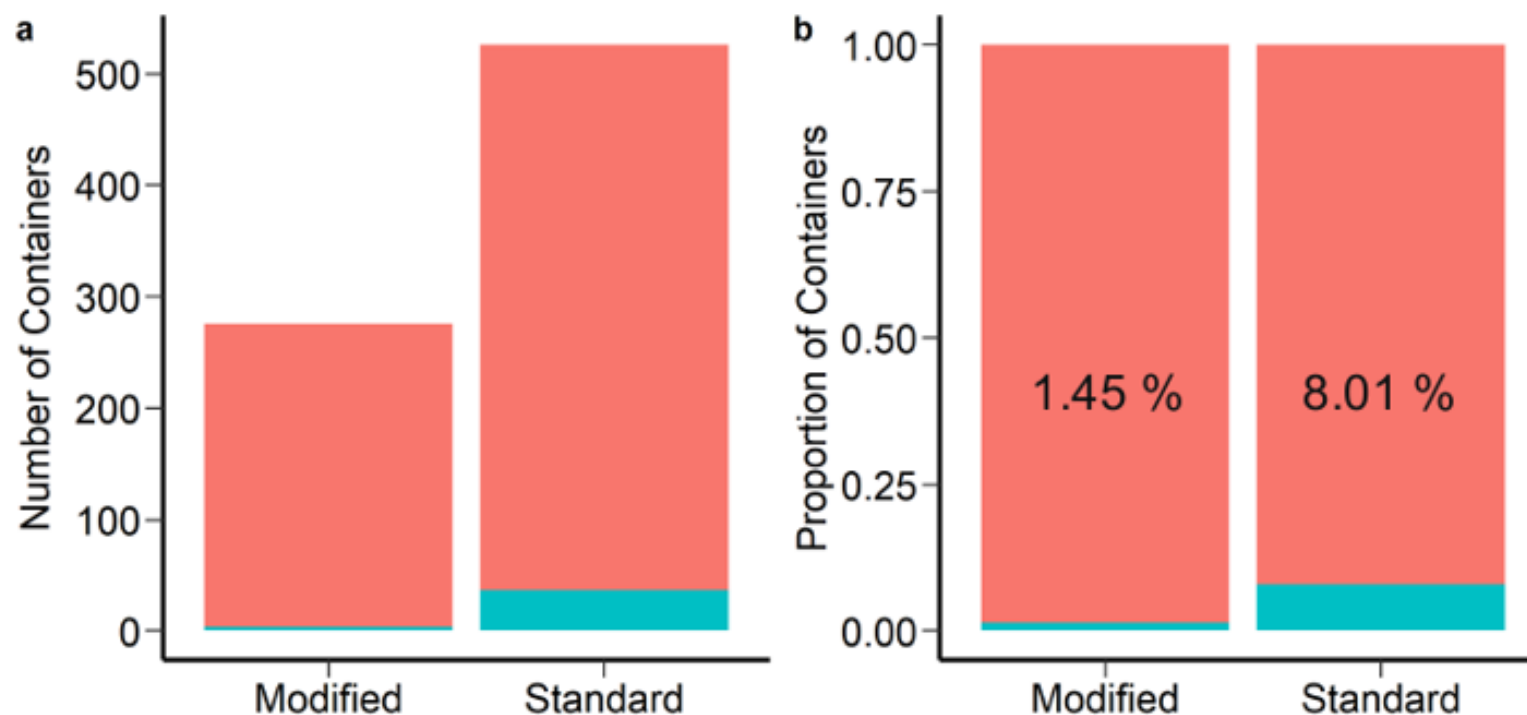 a
Number of Containers
500
400
300
200
100
0
Modified Standard
b
Proportion of Containers
1.00
0.75
0.50
0.25
0.00
1.45 % 8.01 %
Modified Standard